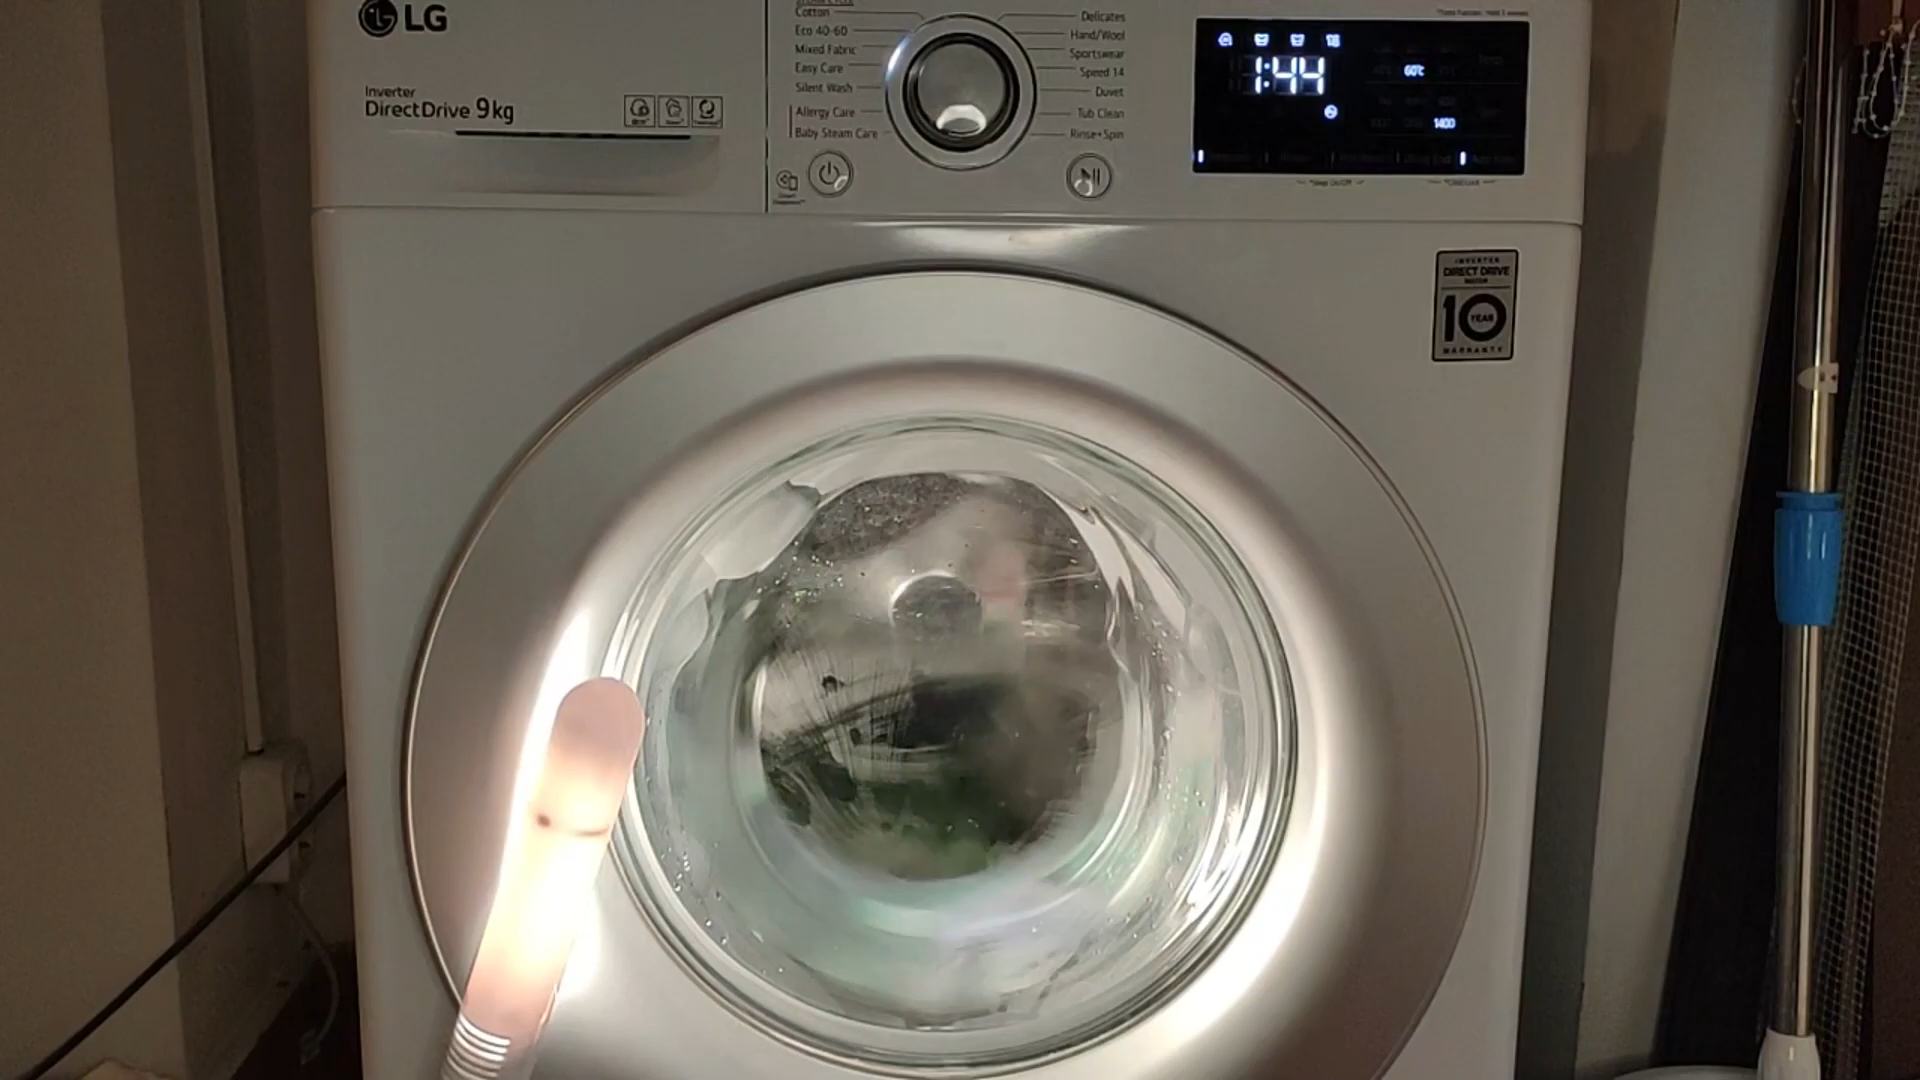 LG
Inverter
DirectDrive 9kg
Cotton
Eco 40-60
Mixed Fabric
Easy Care
Silent Wash
Allergy Care
Baby Steam Care
Delicates
Hand/Wool
Sportswear
Speed 14
Duvet
Tub Clean
Rinse+Spin
1:44
60℃
1400
INVERTER
DIRECT DRIVE
MOTOR
10
YEAR
WARRANTY